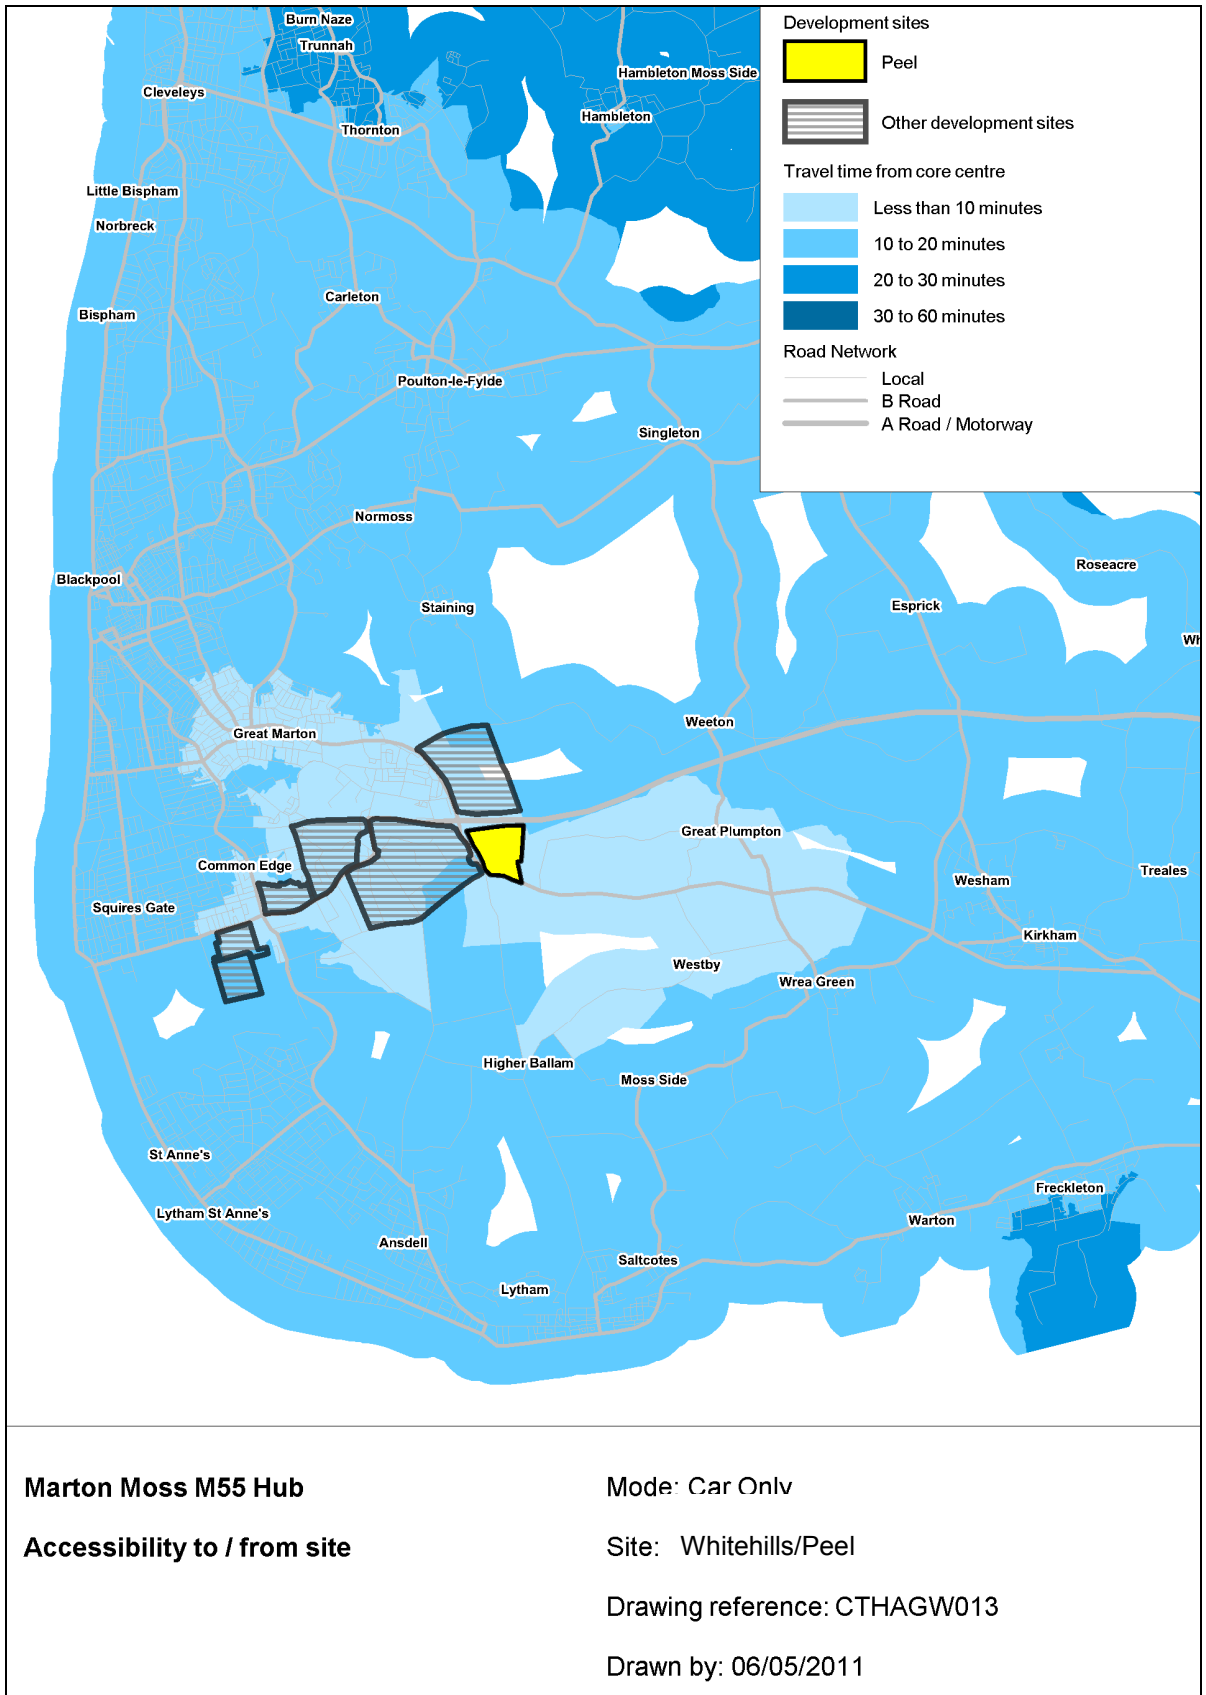 Burn Naze
Trunnah
Cleveleys
Thornton
Hambleton Moss Side
Hambleton
Little Bispham
Norbreck
Carleton
Bispham
Poulton-le-Fylde
Singleton
Normoss
Blackpool
Staining
Roseacre
Esprick
Wh
Weeton
Great Marton
Great Plumpton
Common Edge
Treales
Wesham
Squires Gate
Kirkham
Westby
Wrea Green
Higher Ballam
Moss Side
St Anne's
Freckleton
Lytham St Anne's
Warton
Ansdell
Saltcotes
Lytham
Development sites
Peel
Other development sites
Travel time from core centre
Less than 10 minutes
10 to 20 minutes
20 to 30 minutes
30 to 60 minutes
Road Network
Local
B Road
A Road / Motorway
Marton Moss M55 Hub
Accessibility to / from site
Mode: Car Only
Site: Whitehills/Peel
Drawing reference: CTHAGW013
Drawn by: 06/05/2011